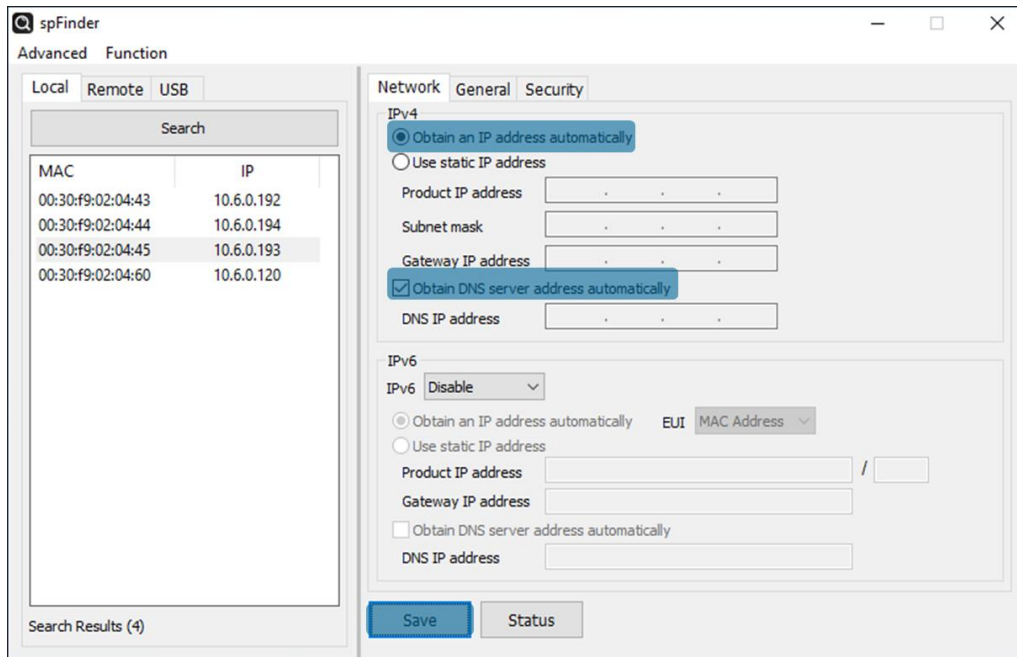 spFinder
Advanced Function
Local Remote USB
Search
MAC IP
00:30:f9:02:04:43 10.6.0.192
00:30:f9:02:04:44 10.6.0.194
00:30:f9:02:04:45 10.6.0.193
00:30:f9:02:04:60 10.6.0.120
Search Results (4)
Network General Security
IPv4
Obtain an IP address automatically
Use static IP address
Product IP address . . .
Subnet mask . . .
Gateway IP address . . .
Obtain DNS server address automatically
DNS IP address . . .
IPv6
IPv6 Disable
Obtain an IP address automatically EUI MAC Address
Use static IP address
Product IP address /
Gateway IP address
Obtain DNS server address automatically
DNS IP address
Save Status